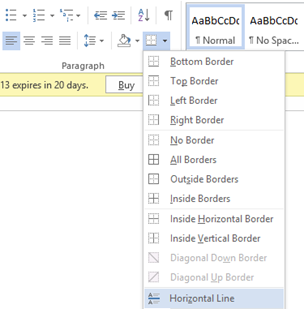 AaBbCcDc AaBbCcDc
¶ Normal ¶ No Spac...
Paragraph
13 expires in 20 days. Buy
Bottom Border
Top Border
Left Border
Right Border
No Border
All Borders
Outside Borders
Inside Borders
Inside Horizontal Border
Inside Vertical Border
Diagonal Down Border
Diagonal Up Border
Horizontal Line